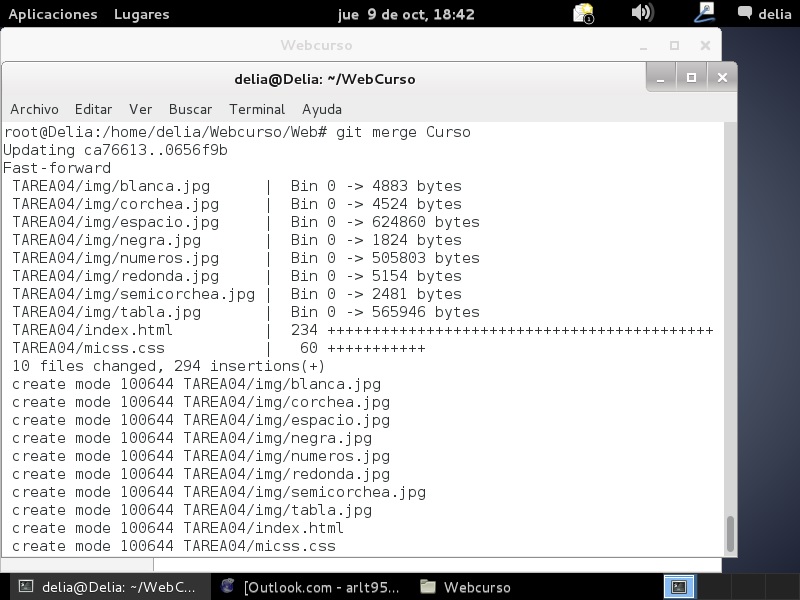 Aplicaciones Lugares jue 9 de oct, 18:42 1 delia
Webcurso
delia@Delia: ~/WebCurso
Archivo Editar Ver Buscar Terminal Ayuda
root@Delia:/home/delia/Webcurso/Web# git merge Curso
Updating ca76613..0656f9b
Fast-forward
 TAREA04/img/blanca.jpg      |  Bin 0 -> 4883 bytes
 TAREA04/img/corchea.jpg     |  Bin 0 -> 4524 bytes
 TAREA04/img/espacio.jpg     |  Bin 0 -> 624860 bytes
 TAREA04/img/negra.jpg       |  Bin 0 -> 1824 bytes
 TAREA04/img/numeros.jpg     |  Bin 0 -> 505803 bytes
 TAREA04/img/redonda.jpg     |  Bin 0 -> 5154 bytes
 TAREA04/img/semicorchea.jpg |  Bin 0 -> 2481 bytes
 TAREA04/img/tabla.jpg       |  Bin 0 -> 565946 bytes
 TAREA04/index.html          |  234 +++++++++++++++++++++++++++++++++++++++++++
 TAREA04/micss.css           |   60 +++++++++++
 10 files changed, 294 insertions(+)
 create mode 100644 TAREA04/img/blanca.jpg
 create mode 100644 TAREA04/img/corchea.jpg
 create mode 100644 TAREA04/img/espacio.jpg
 create mode 100644 TAREA04/img/negra.jpg
 create mode 100644 TAREA04/img/numeros.jpg
 create mode 100644 TAREA04/img/redonda.jpg
 create mode 100644 TAREA04/img/semicorchea.jpg
 create mode 100644 TAREA04/img/tabla.jpg
 create mode 100644 TAREA04/index.html
 create mode 100644 TAREA04/micss.css
delia@Delia: ~/WebC... [Outlook.com - arlt95... Webcurso